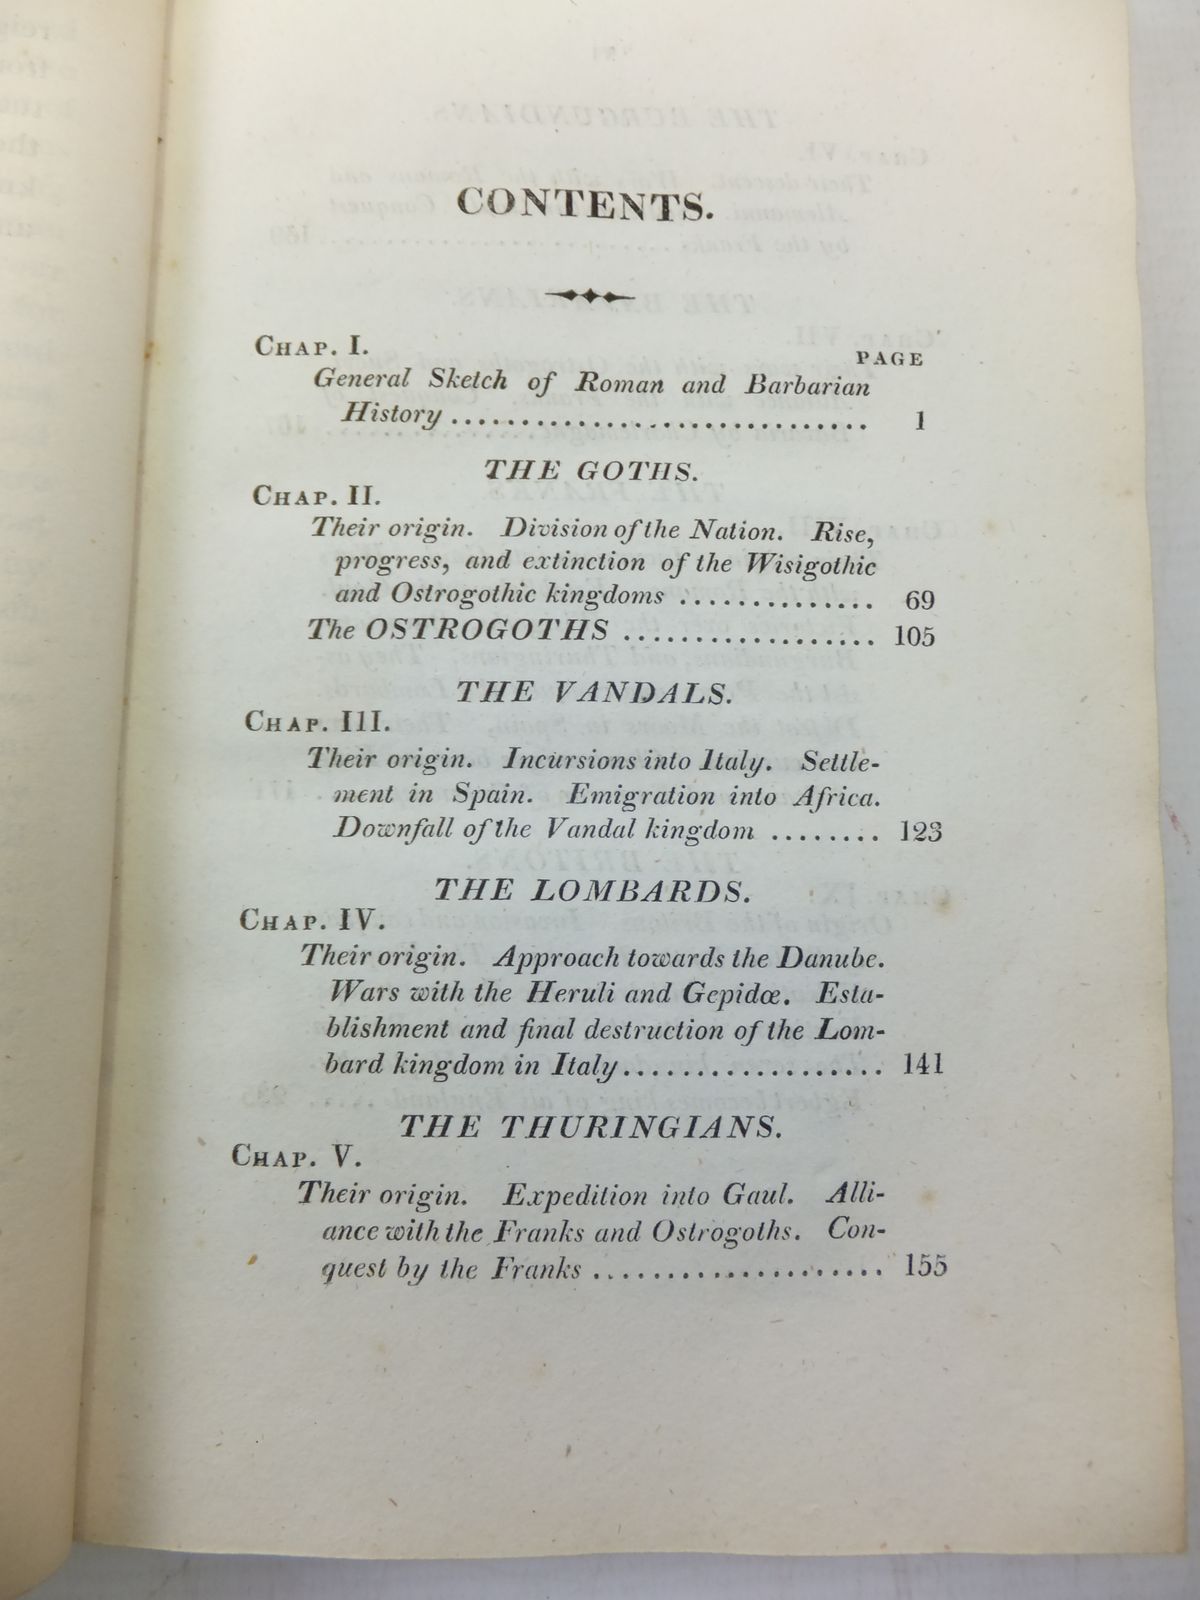 CONTENTS.
CHAP. I.
PAGE
General Sketch of Roman and Barbarian
History .............................. 1
THE GOTHS.
CHAP. II.
Their origin. Division of the Nation. Rise,
progress, and extinction of the Wisigothic
and Ostrogothic kingdoms .............. 69
The OSTROGOTHS .................. 105
THE VANDALS.
CHAP. III.
Their origin. Incursions into Italy. Settle-
ment in Spain. Emigration into Africa.
Downfall of the Vandal kingdom ........ 123
THE LOMBARDS.
CHAP. IV.
Their origin. Approach towards the Danube.
Wars with the Heruli and Gepidœ. Esta-
blishment and final destruction of the Lom-
bard kingdom in Italy.................. 141
THE THURINGIANS.
CHAP. V.
Their origin. Expedition into Gaul. Alli-
ance with the Franks and Ostrogoths. Con-
quest by the Franks .................... 155